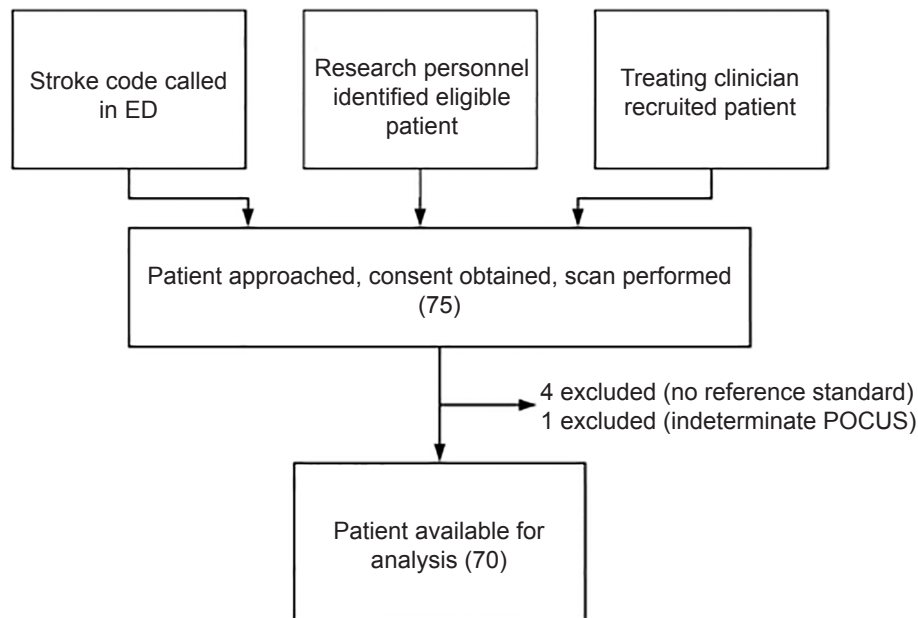 Stroke code called
in ED
Research personnel
identified eligible
patient
Treating clinician
recruited patient
Patient approached, consent obtained, scan performed
(75)
4 excluded (no reference standard)
1 excluded (indeterminate POCUS)
Patient available for
analysis (70)